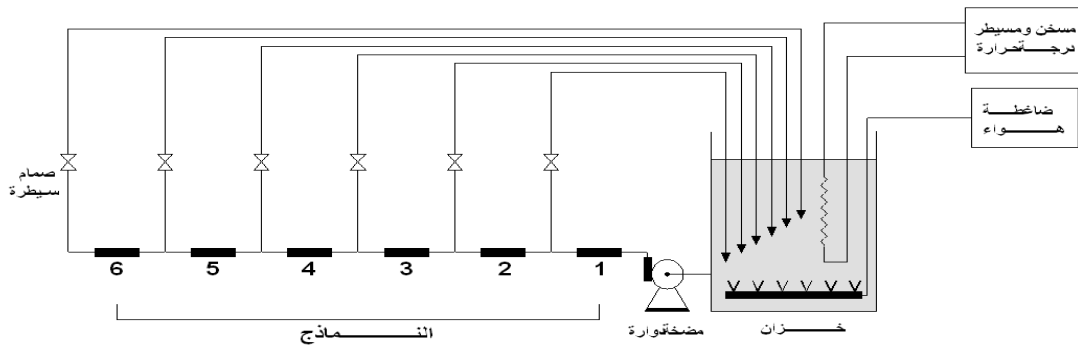 مسخن ومسيطر
درجة حرارة
ضاغطة
هواء
صمام
سيطرة
6 5 4 3 2 1
النماذج
مضخة دوارة
خزان